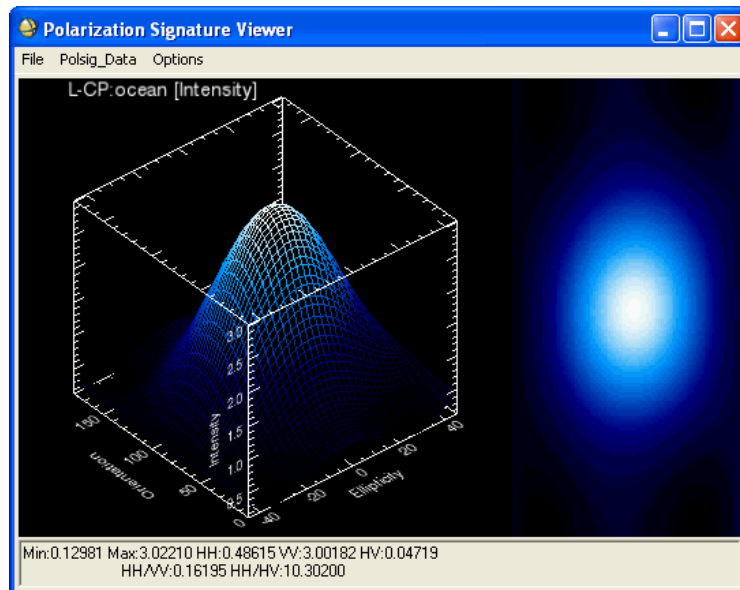 Polarization Signature Viewer
File Polsig_Data Options
L-CP:ocean [Intensity]
3.0
2.5
2.0
1.5
1.0
0.5
Intensity
150
100
50
0
Orientation
-40
-20
0
20
40
Ellipticity
Min:0.12981 Max:3.02210 HH:0.48615 VV:3.00182 HV:0.04719
HH/VV:0.16195 HH/HV:10.30200